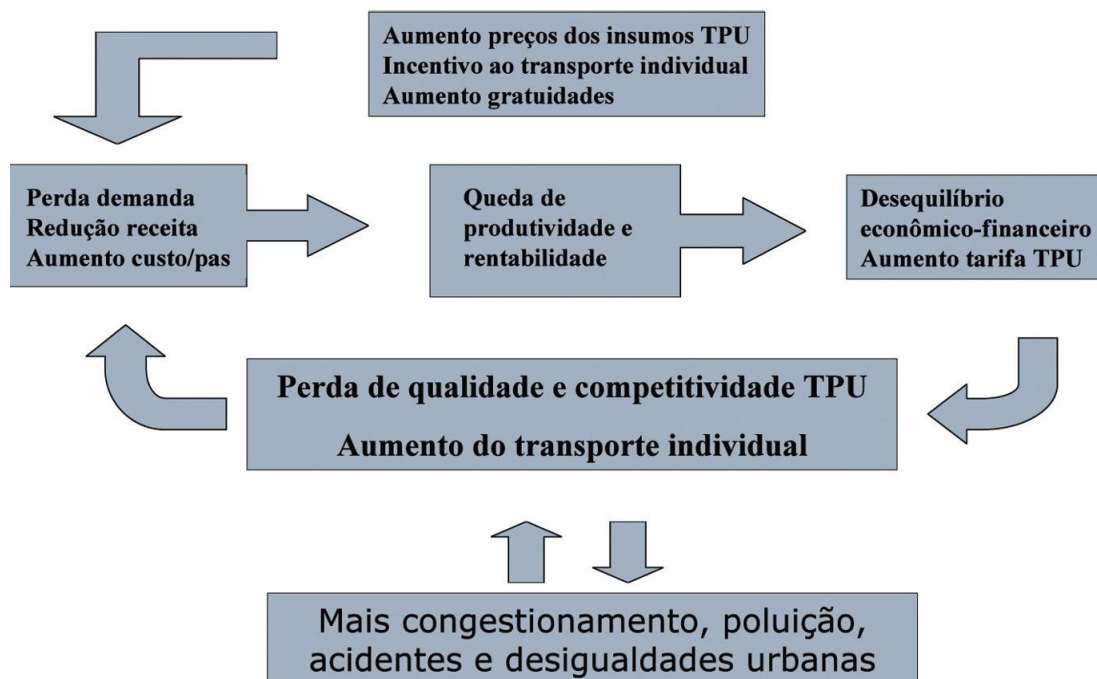 Aumento preços dos insumos TPU
Incentivo ao transporte individual
Aumento gratuidades
Perda demanda
Redução receita
Aumento custo/pas
Queda de
produtividade e
rentabilidade
Desequilíbrio
econômico-financeiro
Aumento tarifa TPU
Perda de qualidade e competitividade TPU
Aumento do transporte individual
Mais congestionamento, poluição,
acidentes e desigualdades urbanas